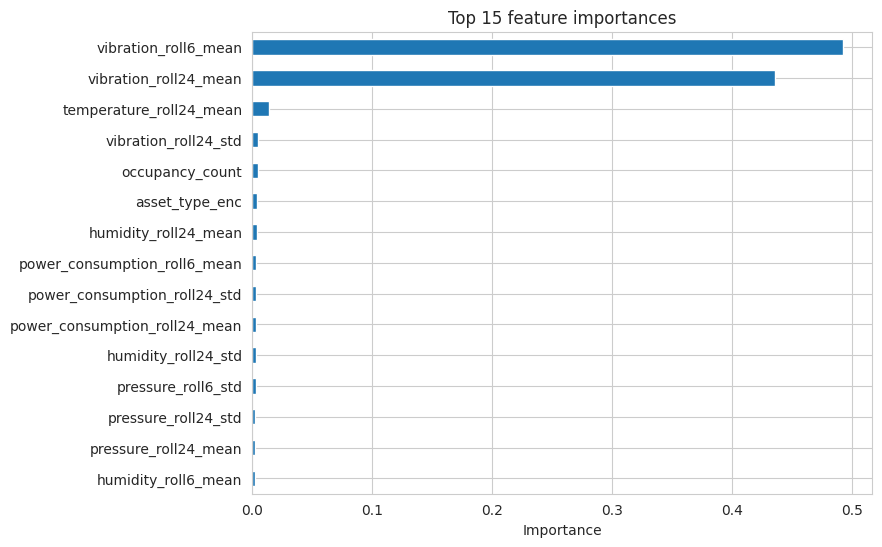 Top 15 feature importances
vibration_roll6_mean
vibration_roll24_mean
temperature_roll24_mean
vibration_roll24_std
occupancy_count
asset_type_enc
humidity_roll24_mean
power_consumption_roll6_mean
power_consumption_roll24_std
power_consumption_roll24_mean
humidity_roll24_std
pressure_roll6_std
pressure_roll24_std
pressure_roll24_mean
humidity_roll6_mean
0.0 0.1 0.2 0.3 0.4 0.5
Importance